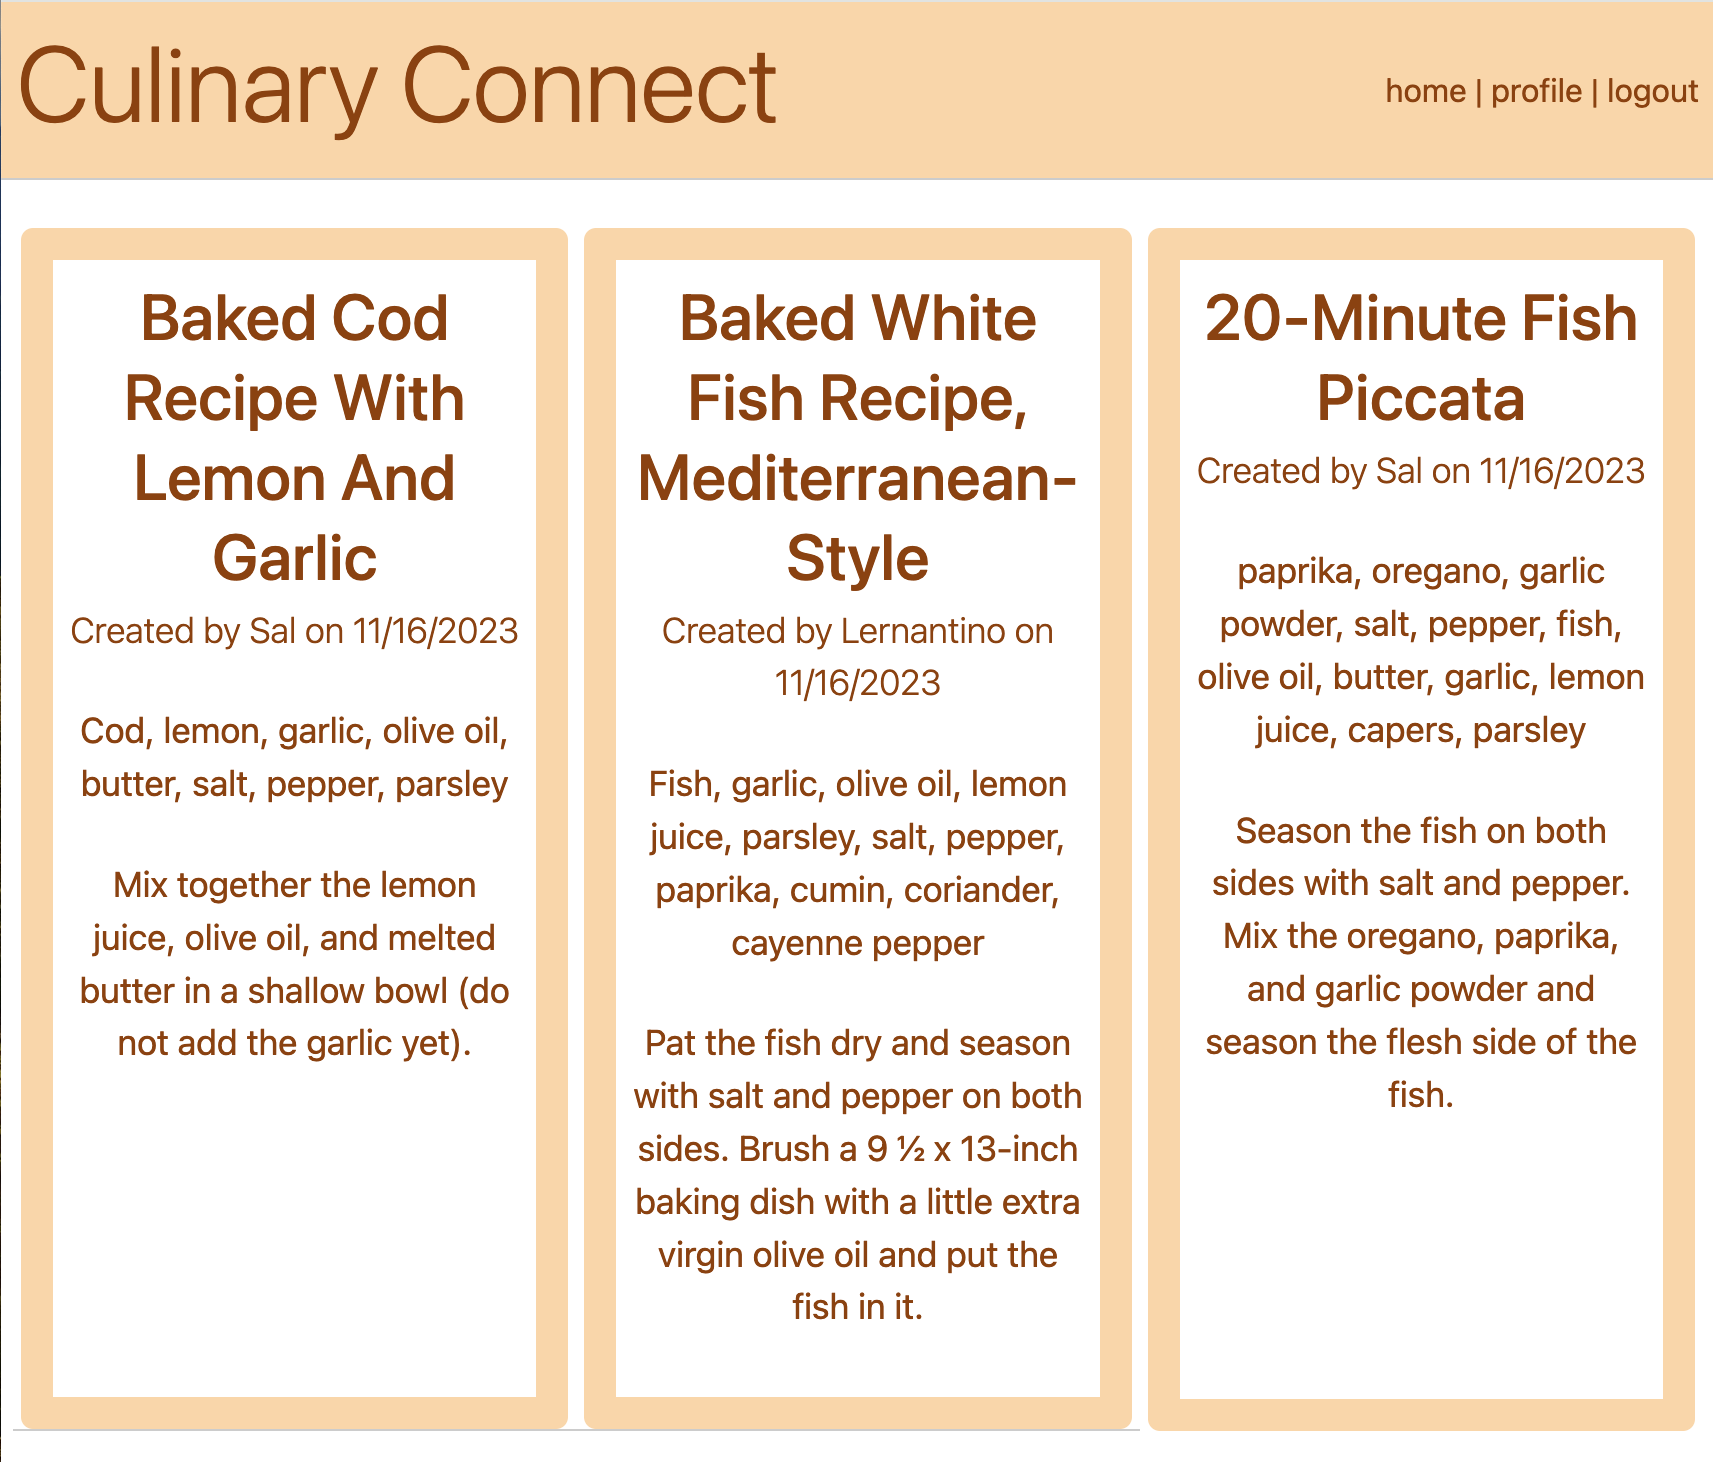 Culinary Connect
home | profile | logout
Baked Cod
Recipe With
Lemon And
Garlic
Created by Sal on 11/16/2023
Cod, lemon, garlic, olive oil,
butter, salt, pepper, parsley
Mix together the lemon
juice, olive oil, and melted
butter in a shallow bowl (do
not add the garlic yet).
Baked White
Fish Recipe,
Mediterranean-
Style
Created by Lernantino on
11/16/2023
Fish, garlic, olive oil, lemon
juice, parsley, salt, pepper,
paprika, cumin, coriander,
cayenne pepper
Pat the fish dry and season
with salt and pepper on both
sides. Brush a 9 ½ x 13-inch
baking dish with a little extra
virgin olive oil and put the
fish in it.
20-Minute Fish
Piccata
Created by Sal on 11/16/2023
paprika, oregano, garlic
powder, salt, pepper, fish,
olive oil, butter, garlic, lemon
juice, capers, parsley
Season the fish on both
sides with salt and pepper.
Mix the oregano, paprika,
and garlic powder and
season the flesh side of the
fish.